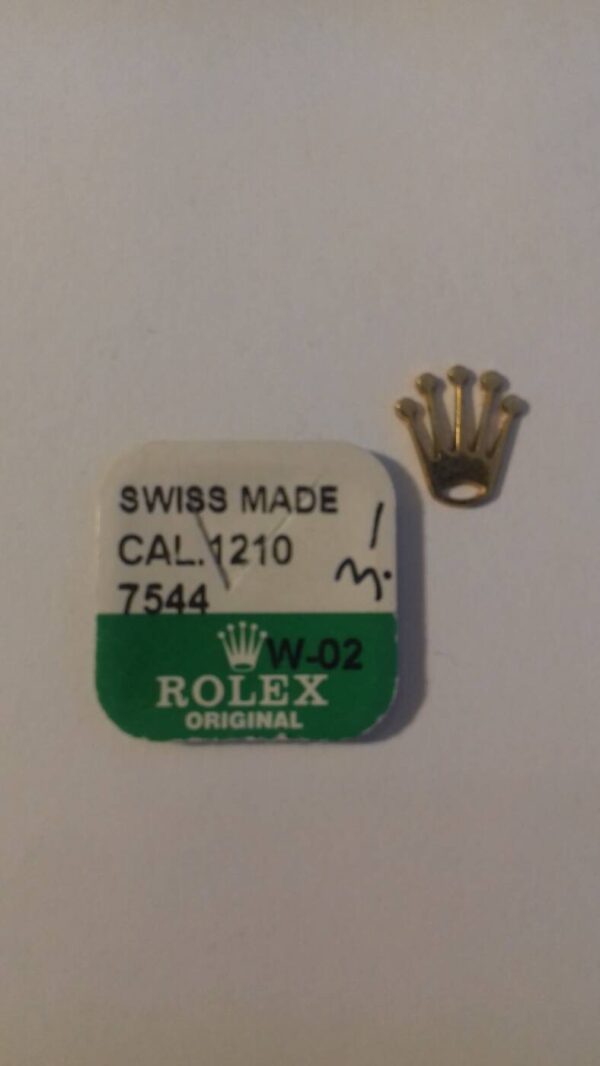 SWISS MADE
CAL.1210
7544
W-02
ROLEX
ORIGINAL